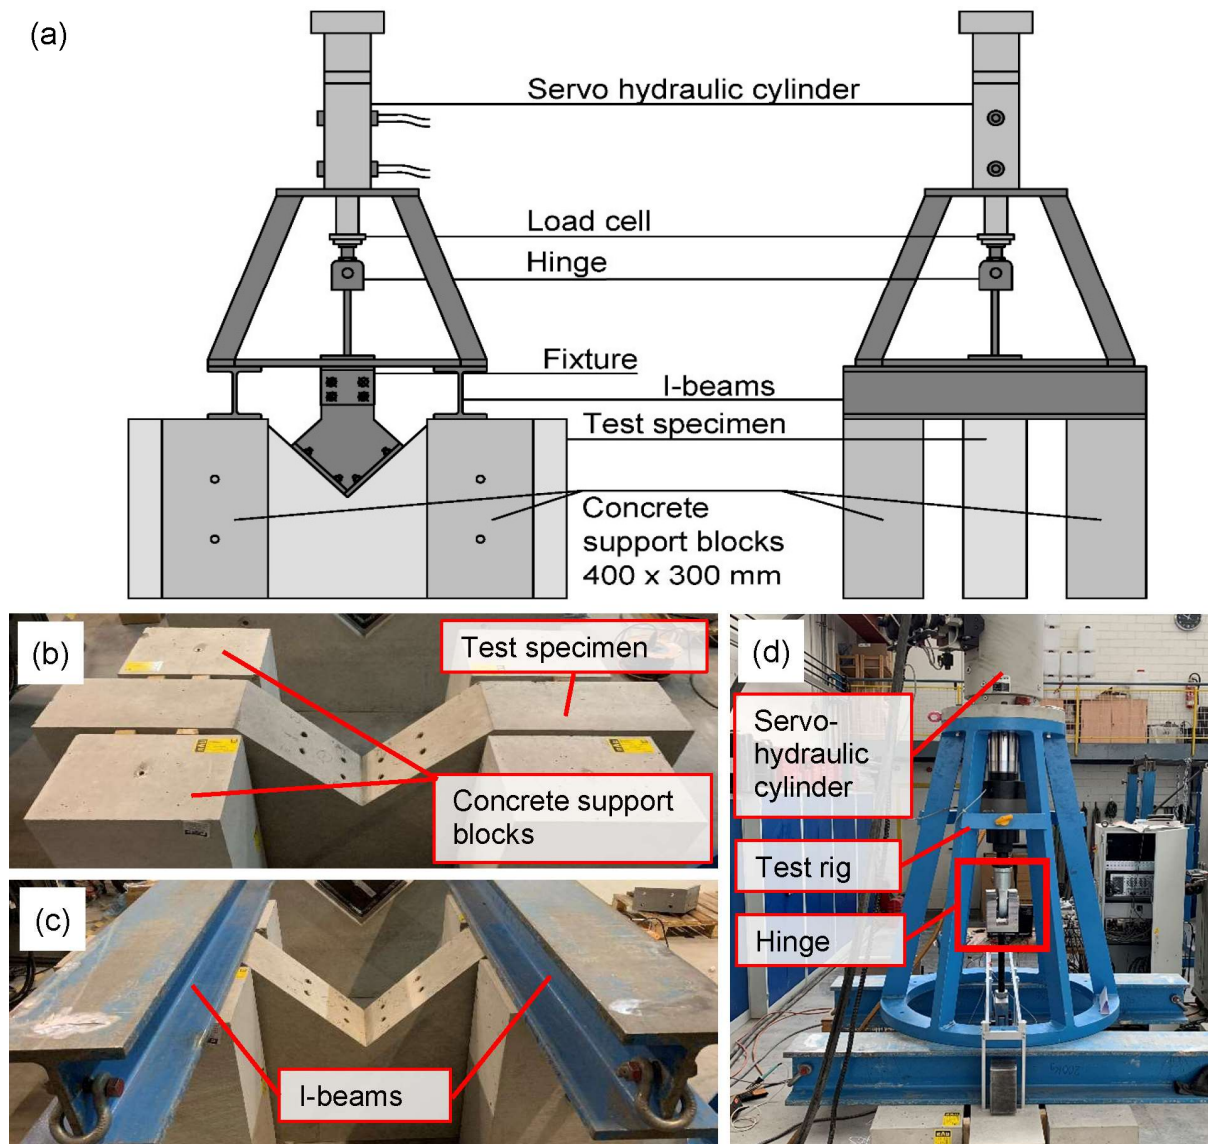 (a)
Servo hydraulic cylinder
Load cell
Hinge
Fixture
I-beams
Test specimen
Concrete
support blocks
400 x 300 mm
(b)
Test specimen
Concrete support
blocks
(c)
I-beams
(d)
Servo-
hydraulic
cylinder
Test rig
Hinge